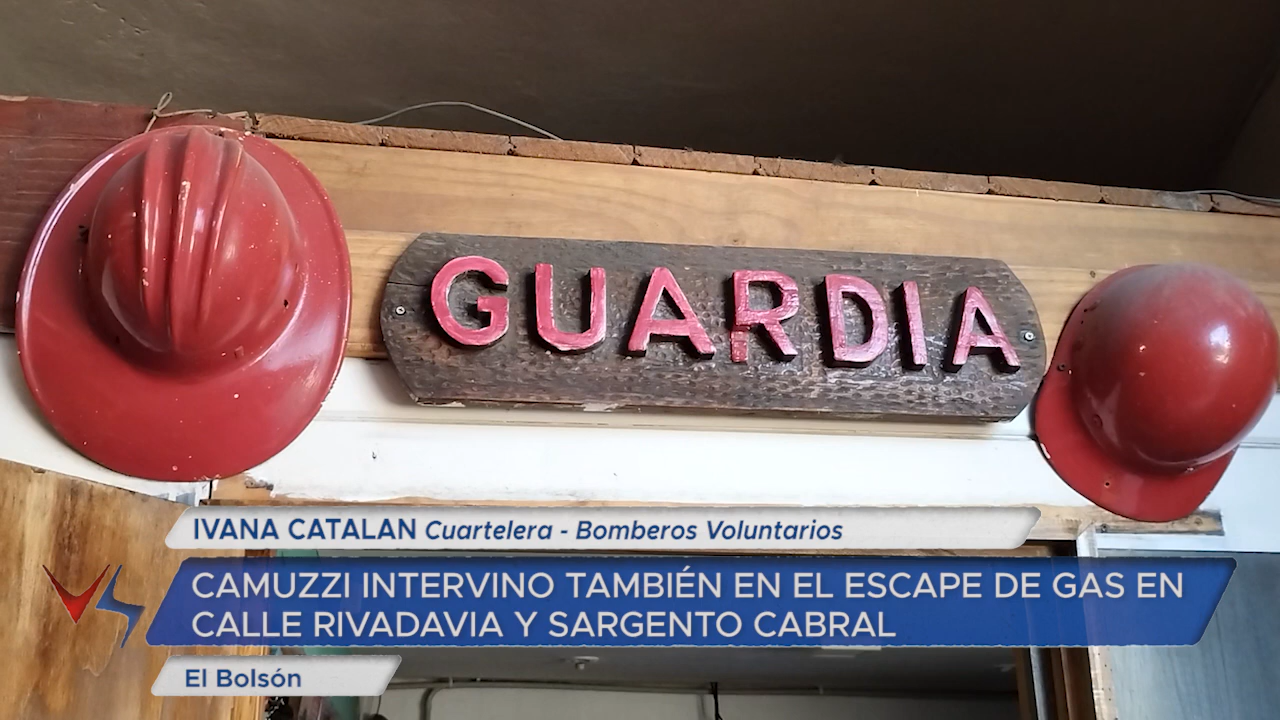 GUARDIA
IVANA CATALAN Cuartelera - Bomberos Voluntarios
CAMUZZI INTERVINO TAMBIÉN EN EL ESCAPE DE GAS EN
CALLE RIVADAVIA Y SARGENTO CABRAL
El Bolsón